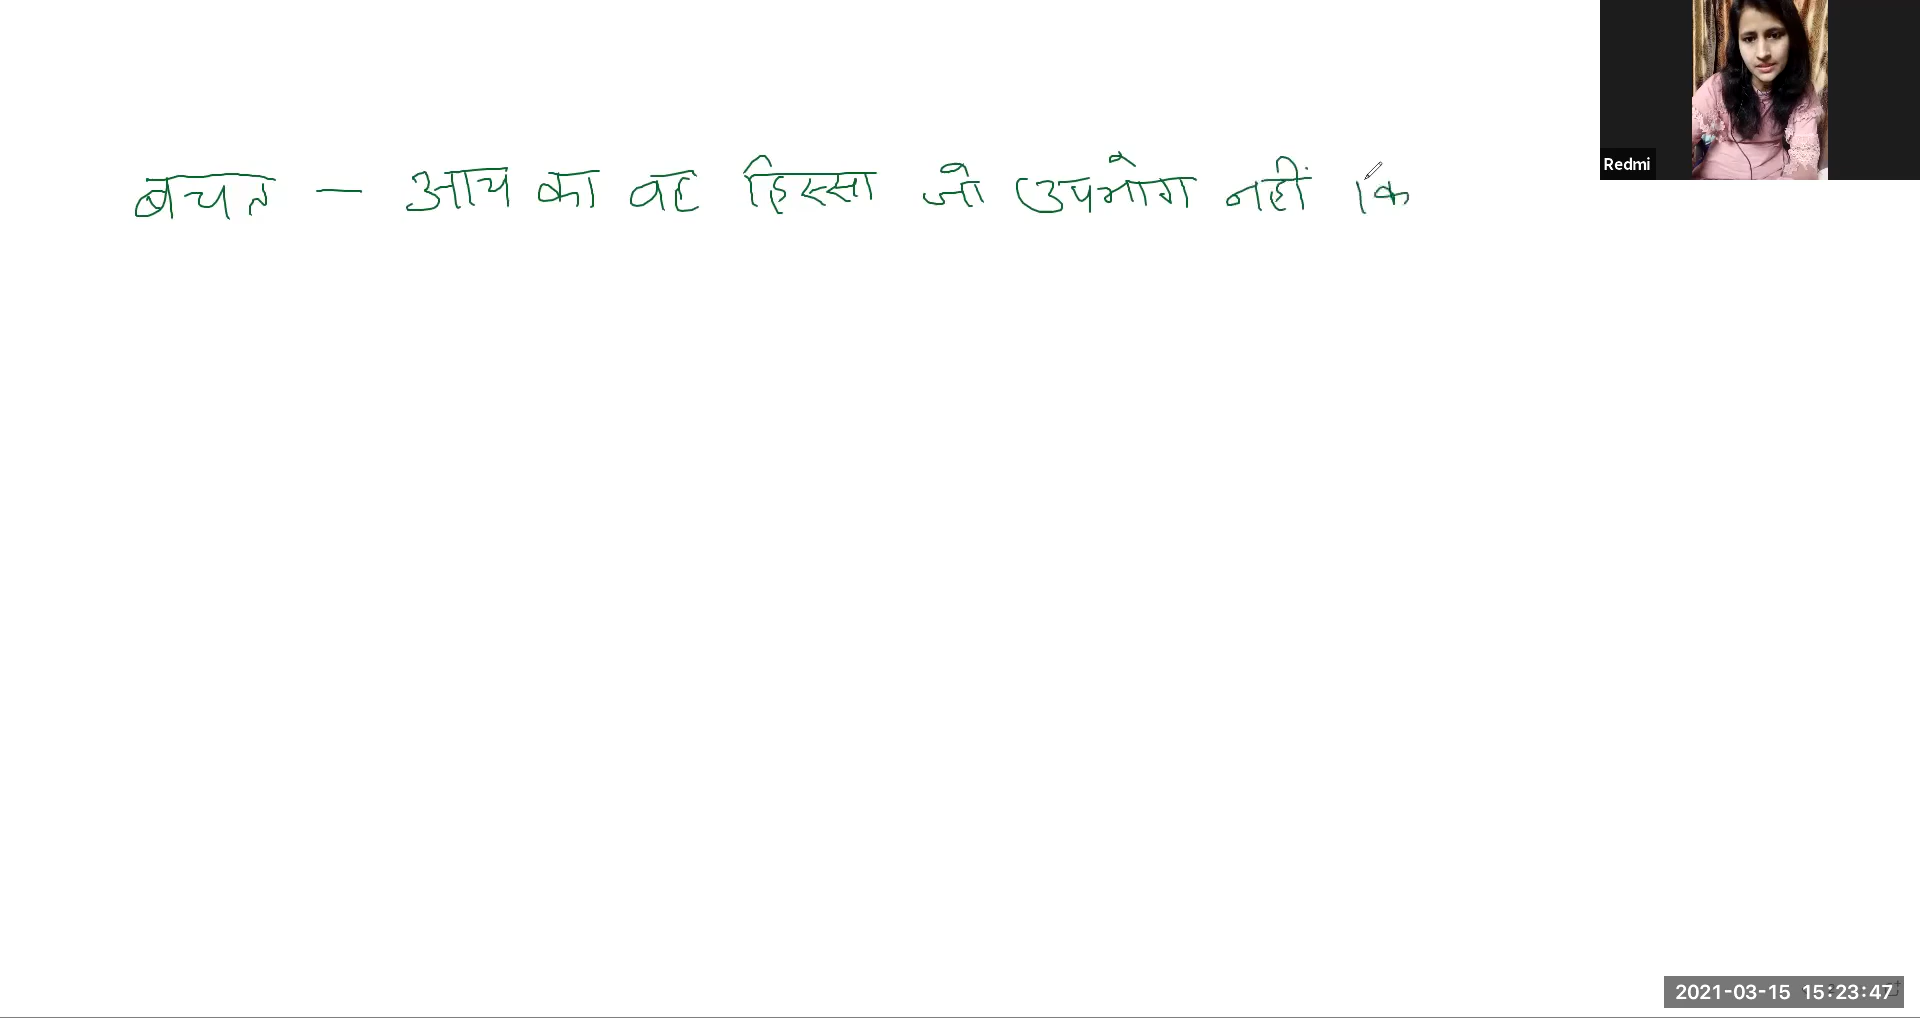 Redmi
बचत — आय का वह हिस्सा जो उपभोग नहीं कि
2021-03-15 15:23:47